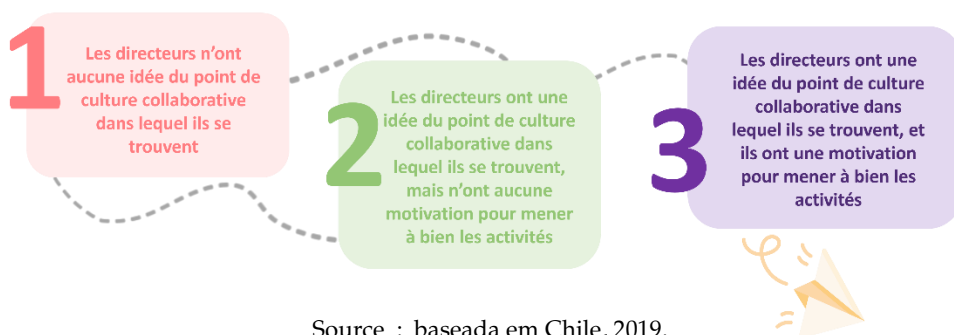 1
Les directeurs n'ont
aucune idée du point de
culture collaborative
dans lequel ils se
trouvent
2
Les directeurs ont une
idée du point de culture
collaborative dans
lequel ils se trouvent,
mais n'ont aucune
motivation pour mener
à bien les activités
3
Les directeurs ont une
idée du point de culture
collaborative dans
lequel ils se trouvent, et
ils ont une motivation
pour mener à bien les
activités
Source : baseada em Chile, 2019.